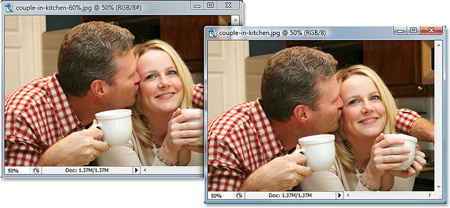 couple-in-kitchen-60%.jpg @ 50% (RGB/8#)
couple-in-kitchen.jpg @ 50% (RGB/8)
50%
Doc: 1.37M/1.37M
50%
Doc: 1.37M/1.37M